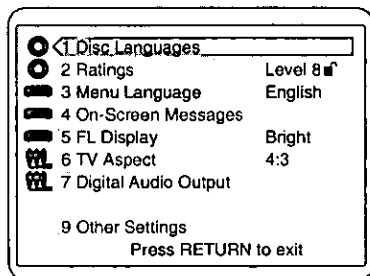 1 Disc Languages
2 Ratings Level 8
3 Menu Language English
4 On-Screen Messages
5 FL Display Bright
6 TV Aspect 4:3
7 Digital Audio Output
9 Other Settings
Press RETURN to exit